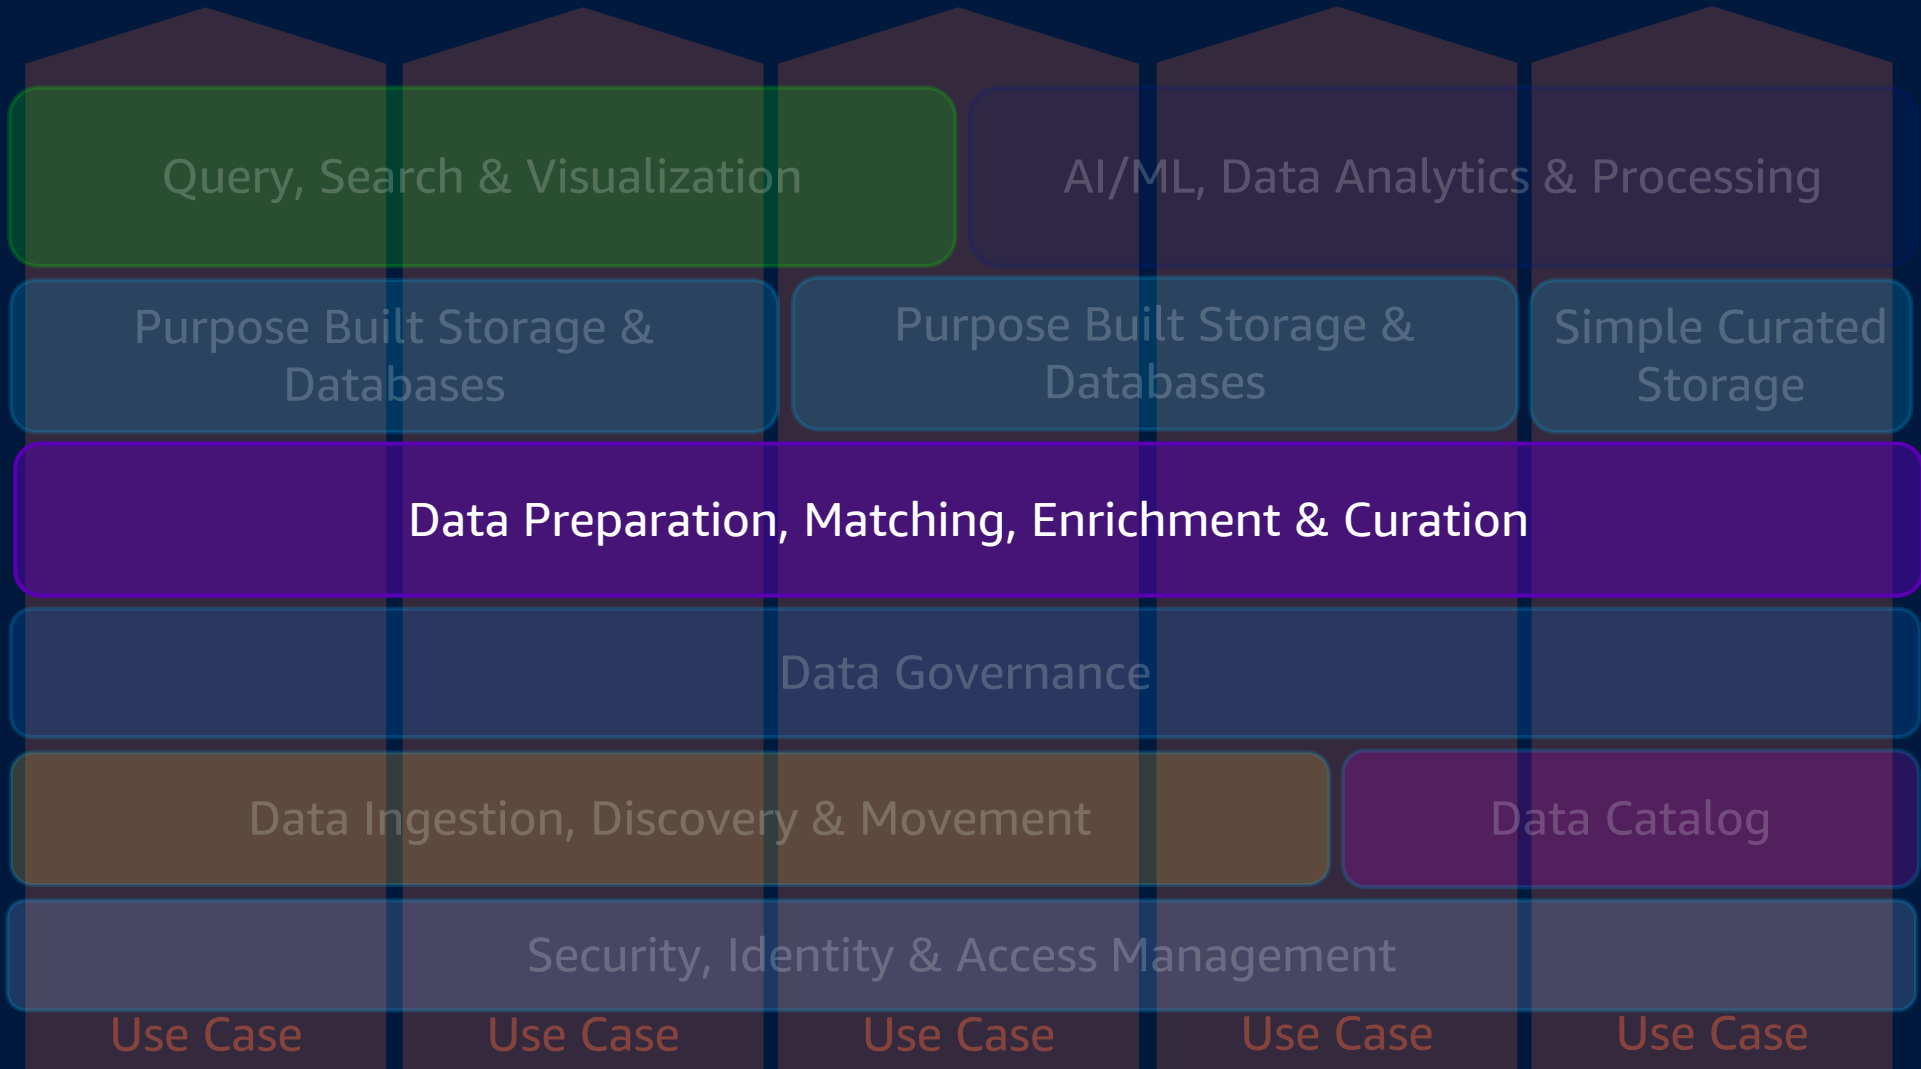 Query, Search & Visualization
AI/ML, Data Analytics & Processing
Purpose Built Storage &
Databases
Purpose Built Storage &
Databases
Simple Curated
Storage
Data Preparation, Matching, Enrichment & Curation
Data Governance
Data Ingestion, Discovery & Movement
Data Catalog
Security, Identity & Access Management
Use Case
Use Case
Use Case
Use Case
Use Case